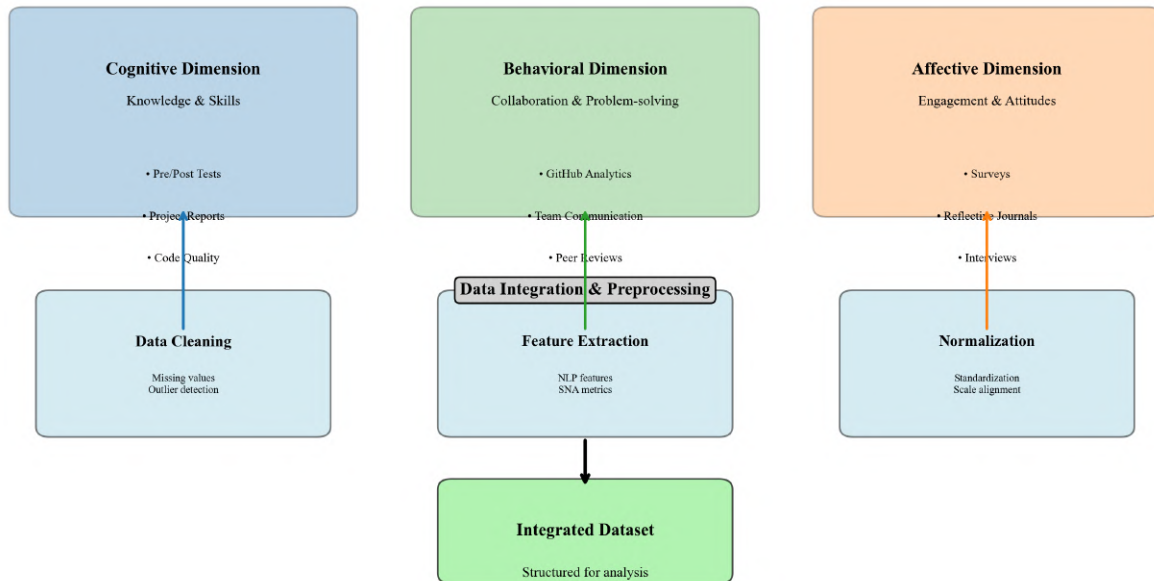 Cognitive Dimension
Knowledge & Skills
• Pre/Post Tests
• Project Reports
• Code Quality
Behavioral Dimension
Collaboration & Problem-solving
• GitHub Analytics
• Team Communication
• Peer Reviews
Affective Dimension
Engagement & Attitudes
• Surveys
• Reflective Journals
• Interviews
Data Integration & Preprocessing
Data Cleaning
Missing values
Outlier detection
Feature Extraction
NLP features
SNA metrics
Normalization
Standardization
Scale alignment
Integrated Dataset
Structured for analysis